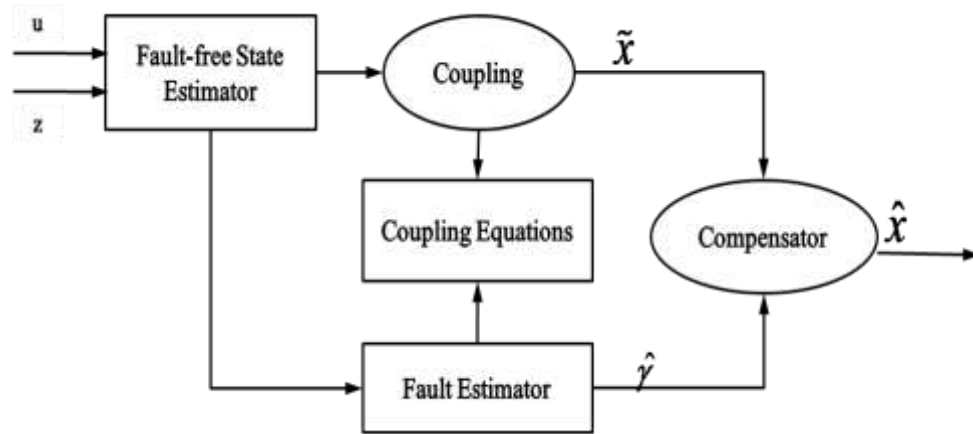 u
Fault-free State
Estimator
z
Coupling
x̃
Coupling Equations
Compensator
x̂
Fault Estimator
γ̂